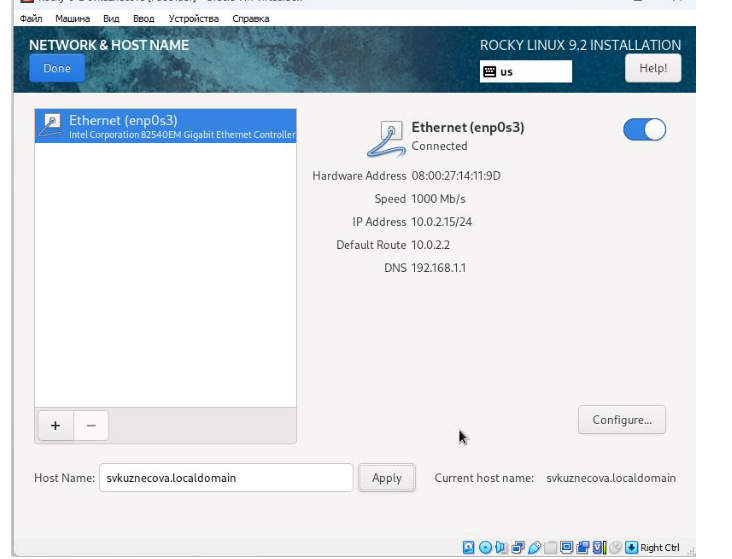 Файл Машина Вид Ввод Устройства Справка
NETWORK & HOST NAME
ROCKY LINUX 9.2 INSTALLATION
Done
us
Help!
Ethernet (enp0s3)
Intel Corporation 82540EM Gigabit Ethernet Controller
Ethernet (enp0s3)
Connected
Hardware Address 08:00:27:14:11:9D
Speed 1000 Mb/s
IP Address 10.0.2.15/24
Default Route 10.0.2.2
DNS 192.168.1.1
+ −
Configure...
Host Name: svkuznecova.localdomain Apply Current host name: svkuznecova.localdomain
Right Ctrl